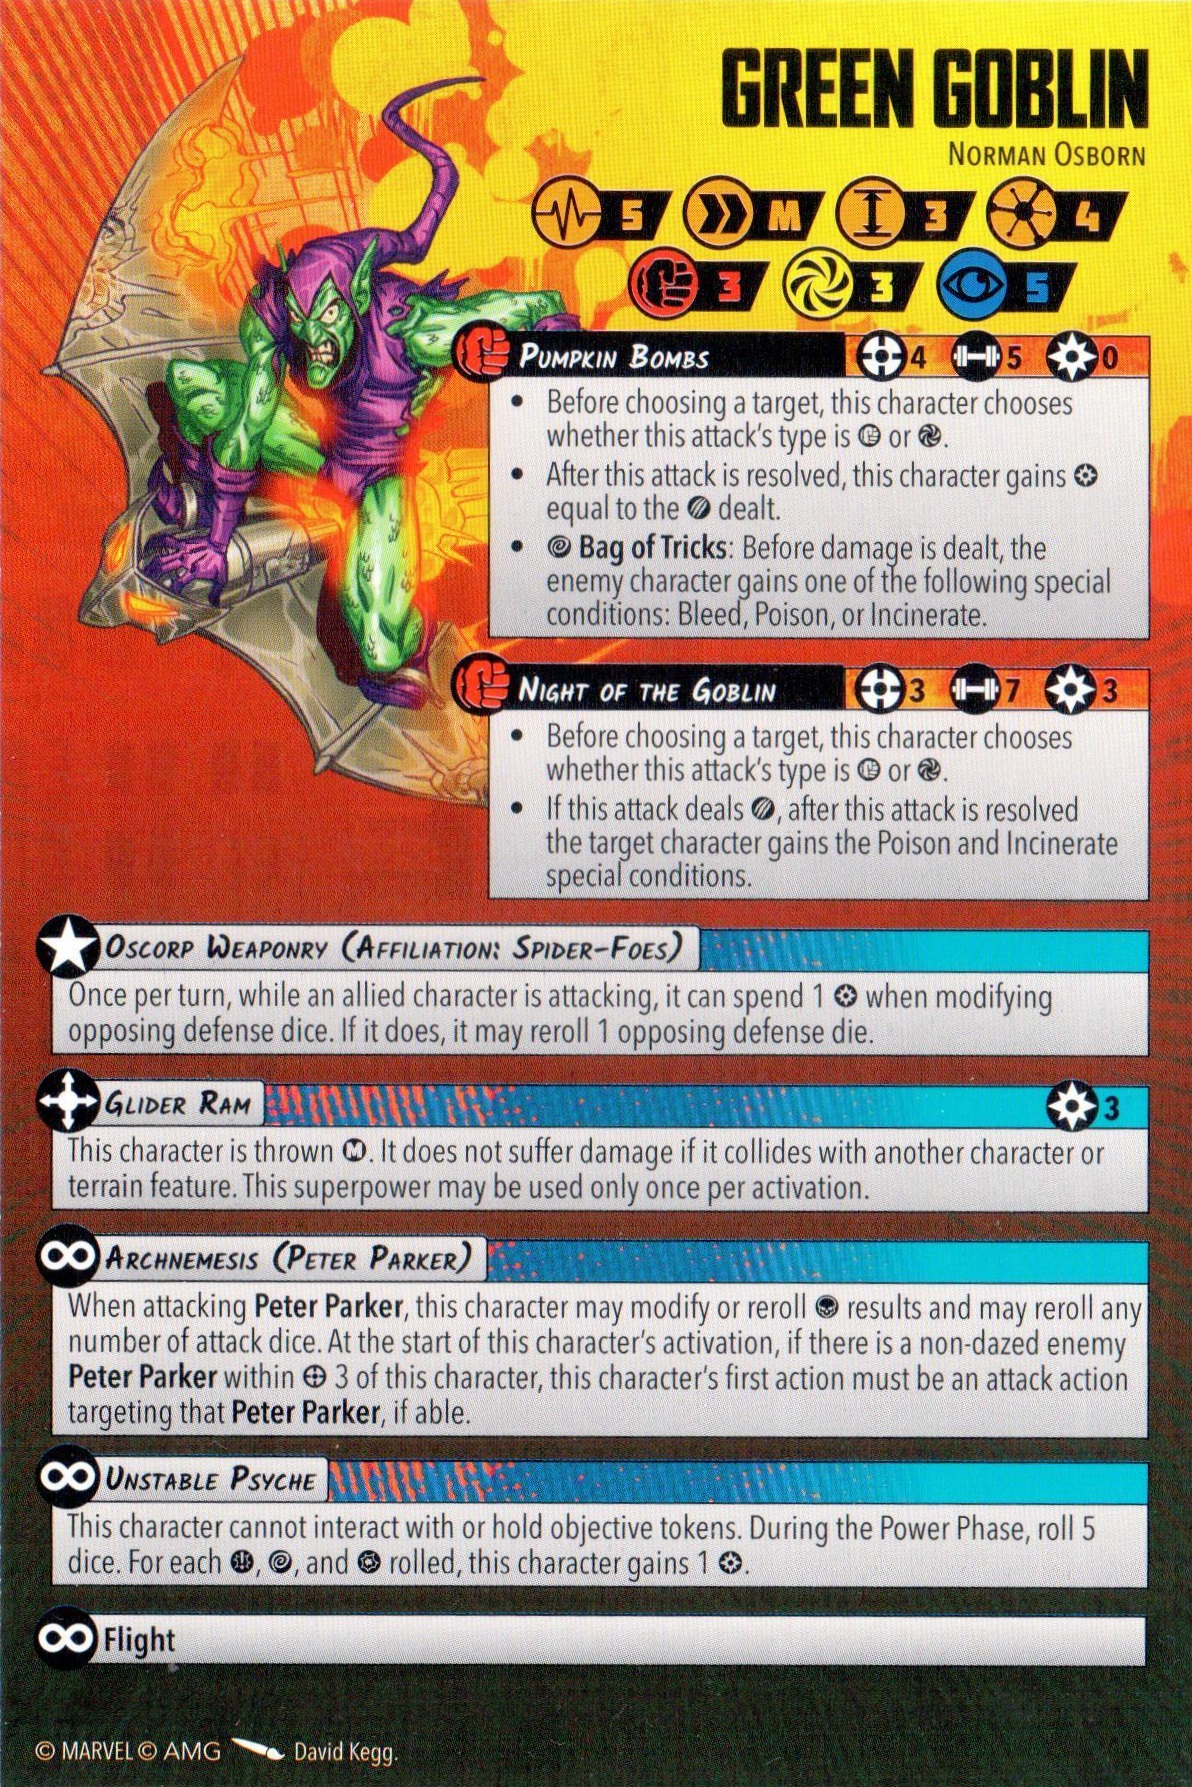 GREEN GOBLIN
NORMAN OSBORN
5 M 3 4
3 3 5
PUMPKIN BOMBS 4 5 0
• Before choosing a target, this character chooses
whether this attack's type is or .
• After this attack is resolved, this character gains
equal to the dealt.
• Bag of Tricks: Before damage is dealt, the
enemy character gains one of the following special
conditions: Bleed, Poison, or Incinerate.
NIGHT OF THE GOBLIN 3 7 3
• Before choosing a target, this character chooses
whether this attack's type is or .
• If this attack deals , after this attack is resolved
the target character gains the Poison and Incinerate
special conditions.
OSCORP WEAPONRY (AFFILIATION: SPIDER-FOES)
Once per turn, while an allied character is attacking, it can spend 1 when modifying
opposing defense dice. If it does, it may reroll 1 opposing defense die.
GLIDER RAM 3
This character is thrown M. It does not suffer damage if it collides with another character or
terrain feature. This superpower may be used only once per activation.
ARCHNEMESIS (PETER PARKER)
When attacking Peter Parker, this character may modify or reroll results and may reroll any
number of attack dice. At the start of this character's activation, if there is a non-dazed enemy
Peter Parker within 3 of this character, this character's first action must be an attack action
targeting that Peter Parker, if able.
UNSTABLE PSYCHE
This character cannot interact with or hold objective tokens. During the Power Phase, roll 5
dice. For each , , and rolled, this character gains 1 .
Flight
© MARVEL © AMG David Kegg.